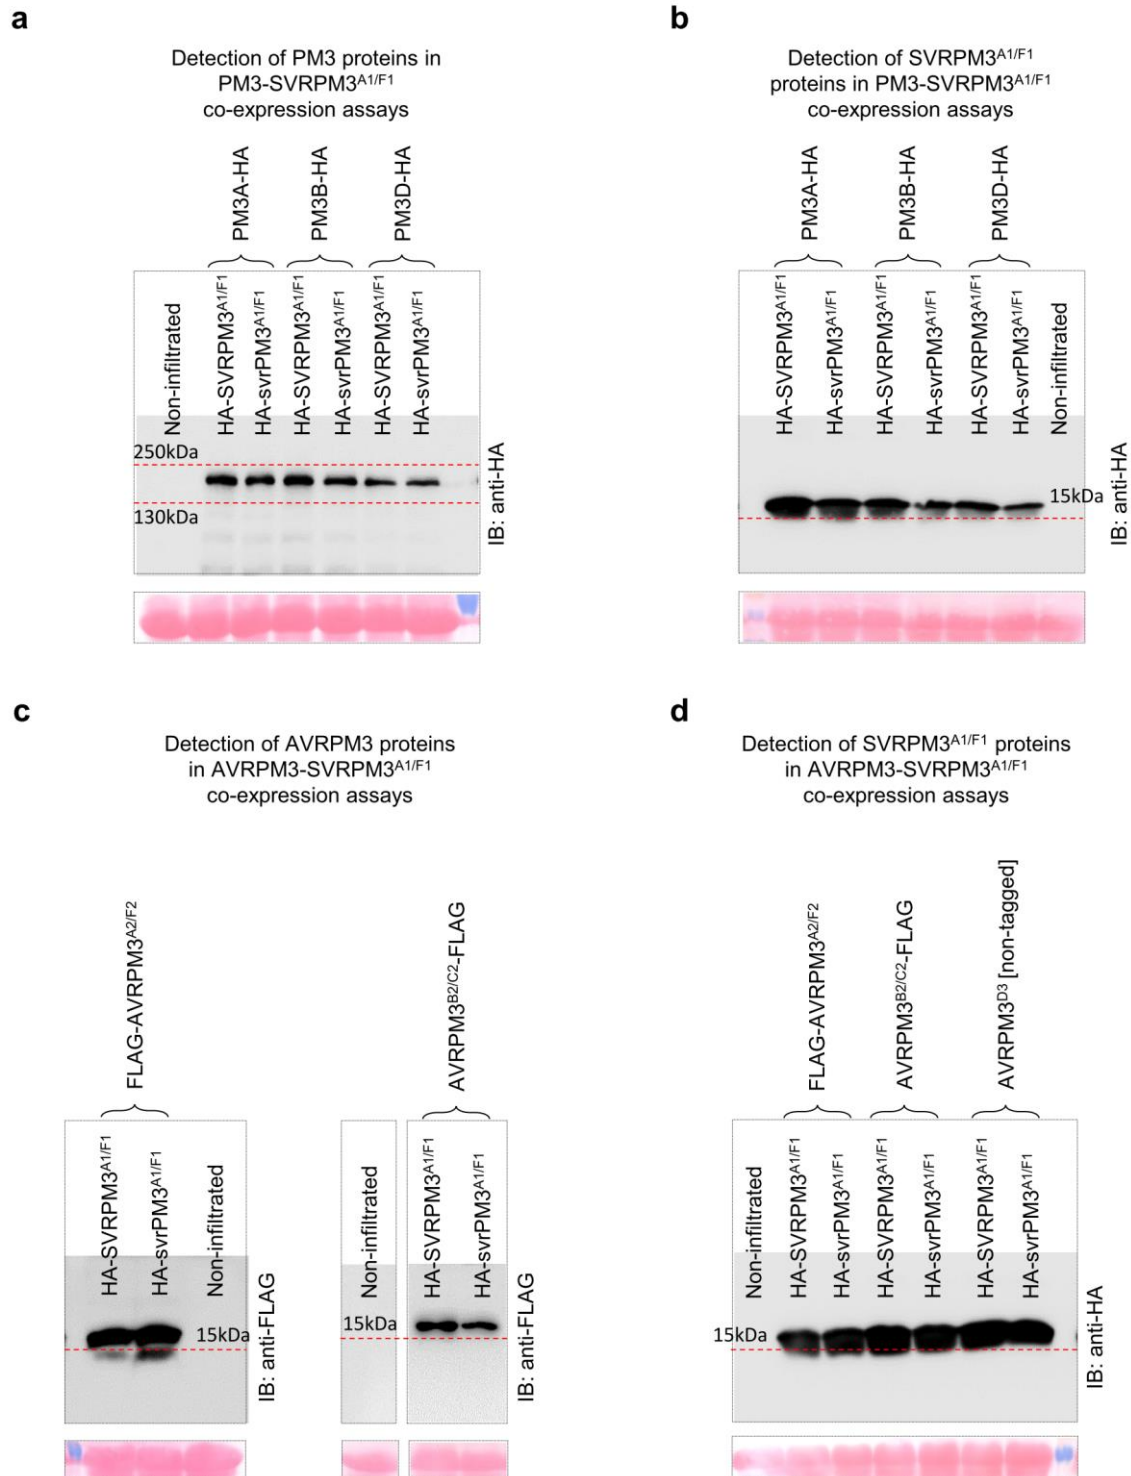 a
Detection of PM3 proteins in
PM3-SVRPM3A1/F1
co-expression assays
PM3A-HA
PM3B-HA
PM3D-HA
Non-infiltrated
HA-SVRPM3A1/F1
HA-svrPM3A1/F1
HA-SVRPM3A1/F1
HA-svrPM3A1/F1
HA-SVRPM3A1/F1
HA-svrPM3A1/F1
250kDa
130kDa
IB: anti-HA
b
Detection of SVRPM3A1/F1
proteins in PM3-SVRPM3A1/F1
co-expression assays
PM3A-HA
PM3B-HA
PM3D-HA
HA-SVRPM3A1/F1
HA-svrPM3A1/F1
HA-SVRPM3A1/F1
HA-svrPM3A1/F1
HA-SVRPM3A1/F1
HA-svrPM3A1/F1
Non-infiltrated
15kDa
IB: anti-HA
c
Detection of AVRPM3 proteins
in AVRPM3-SVRPM3A1/F1
co-expression assays
FLAG-AVRPM3A2/F2
HA-SVRPM3A1/F1
HA-svrPM3A1/F1
Non-infiltrated
15kDa
IB: anti-FLAG
AVRPM3B2/C2-FLAG
Non-infiltrated
HA-SVRPM3A1/F1
HA-svrPM3A1/F1
15kDa
IB: anti-FLAG
d
Detection of SVRPM3A1/F1 proteins
in AVRPM3-SVRPM3A1/F1
co-expression assays
FLAG-AVRPM3A2/F2
AVRPM3B2/C2-FLAG
AVRPM3D3 [non-tagged]
Non-infiltrated
HA-SVRPM3A1/F1
HA-svrPM3A1/F1
HA-SVRPM3A1/F1
HA-svrPM3A1/F1
HA-SVRPM3A1/F1
HA-svrPM3A1/F1
15kDa
IB: anti-HA